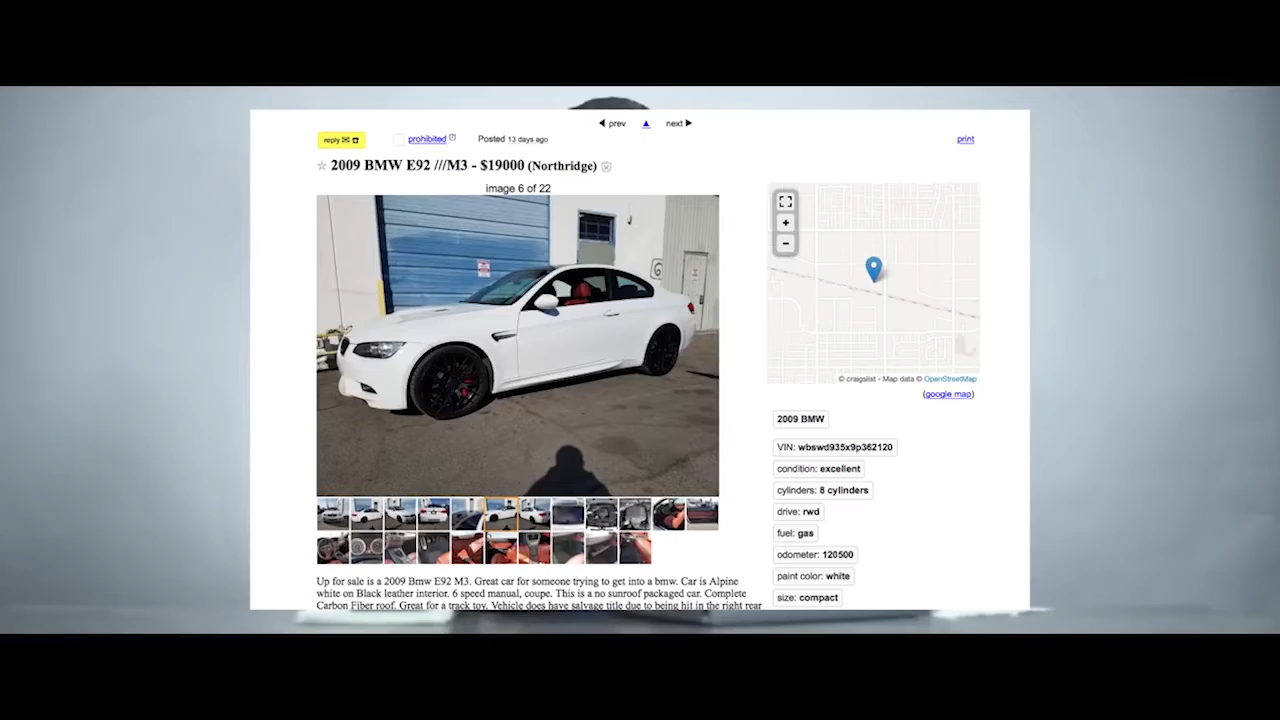 ◀ prev ▲ next ▶
reply prohibited [?] Posted 13 days ago print
☆ 2009 BMW E92 ///M3 - $19000 (Northridge)
image 6 of 22
+
−
© craigslist - Map data © OpenStreetMap
(google map)
2009 BMW
VIN: wbswd935x9p362120
condition: excellent
cylinders: 8 cylinders
drive: rwd
fuel: gas
odometer: 120500
paint color: white
size: compact
Up for sale is a 2009 Bmw E92 M3. Great car for someone trying to get into a bmw. Car is Alpine
white on Black leather interior. 6 speed manual, coupe. This is a no sunroof packaged car. Complete
Carbon Fiber roof. Great for a track toy. Vehicle does have salvage title due to being hit in the right rear